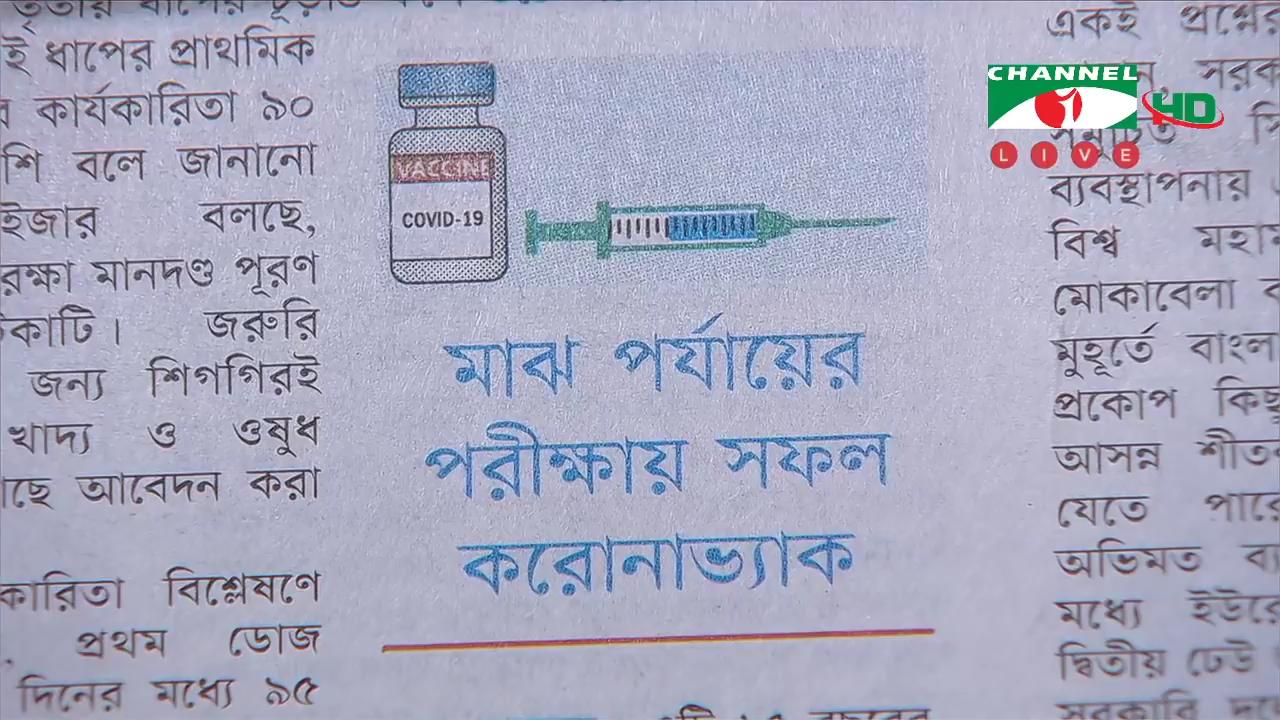 ই ধাপের প্রাথমিক
কার্যকারিতা ৯০
শি বলে জানানো
ইজার বলছে,
রক্ষা মানদণ্ড পূরণ
কাটি। জরুরি
জন্য শিগগিরই
খাদ্য ও ওষুধ
ছে আবেদন করা
কারিতা বিশ্লেষণে
প্রথম ডোজ
দিনের মধ্যে ৯৫
VACCINE
COVID-19
মাঝ পর্যায়ের
পরীক্ষায় সফল
করোনাভ্যাক
একই প্রশ্নের
ব্যবস্থাপনায়
বিশ্ব মহাম
মোকাবেলা
মুহূর্তে বাংল
প্রকোপ কিছু
আসন্ন শীত
যেতে পারে
অভিমত ব্য
মধ্যে ইউরো
দ্বিতীয় ঢেউ
সরকারি
CHANNEL i HD
LIVE